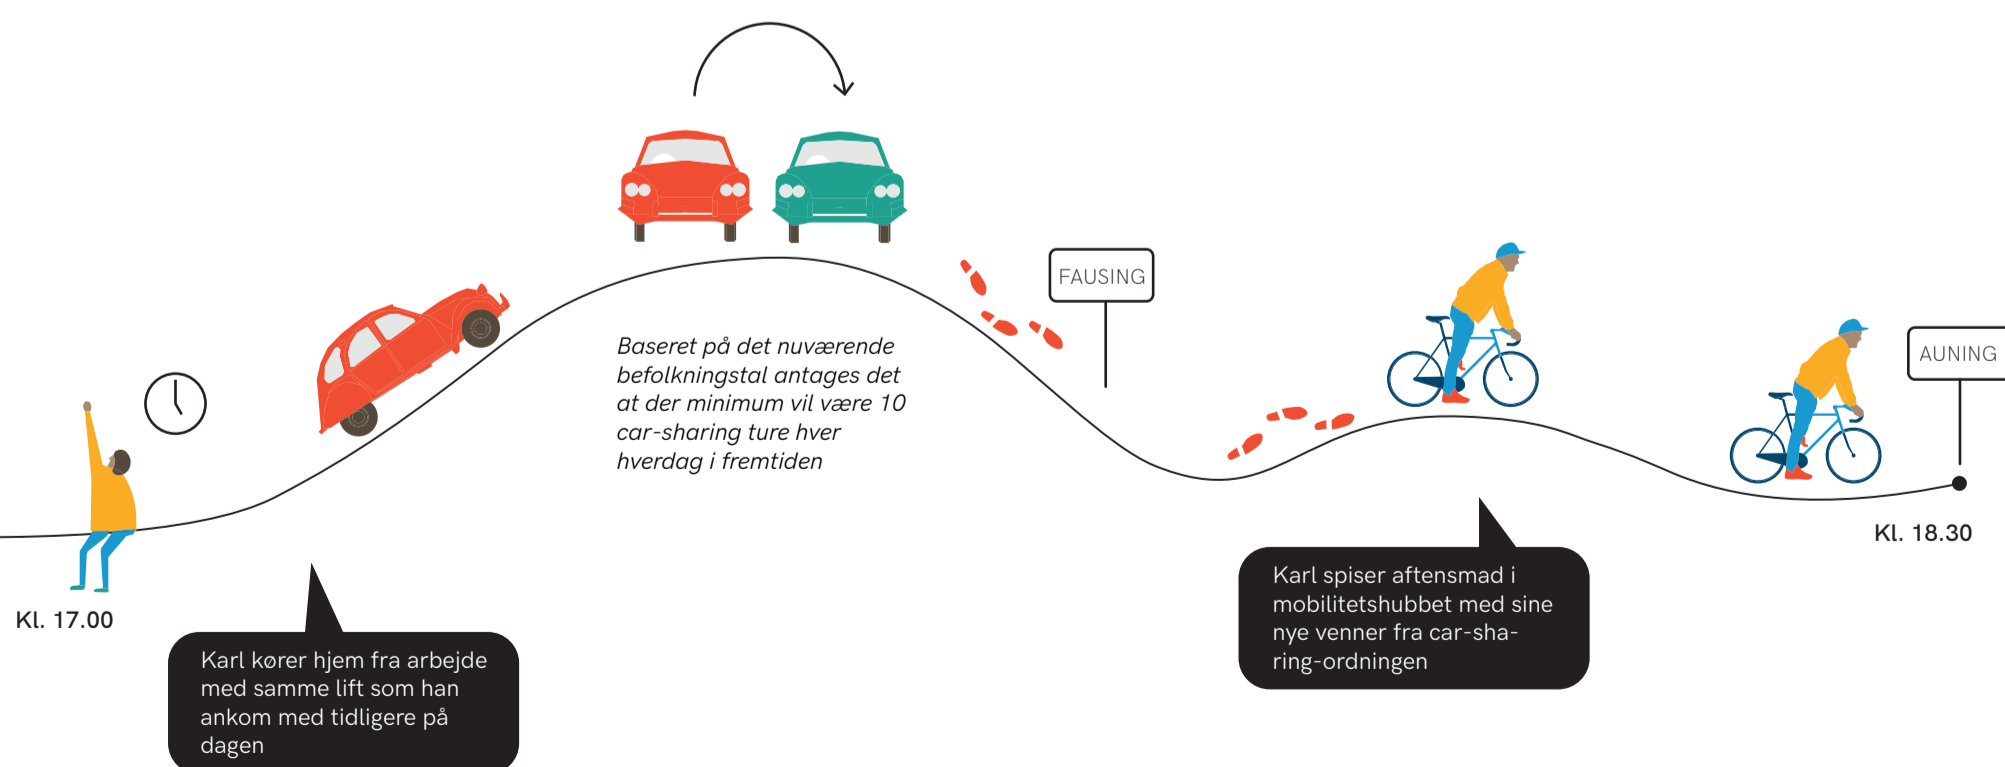 Kl. 17.00
Karl kører hjem fra arbejde
med samme lift som han
ankom med tidligere på
dagen
Baseret på det nuværende
befolkningstal antages det
at der minimum vil være 10
car-sharing ture hver
hverdag i fremtiden
FAUSING
Karl spiser aftensmad i
mobilitetshubbet med sine
nye venner fra car-sha-
ring-ordningen
AUNING
Kl. 18.30